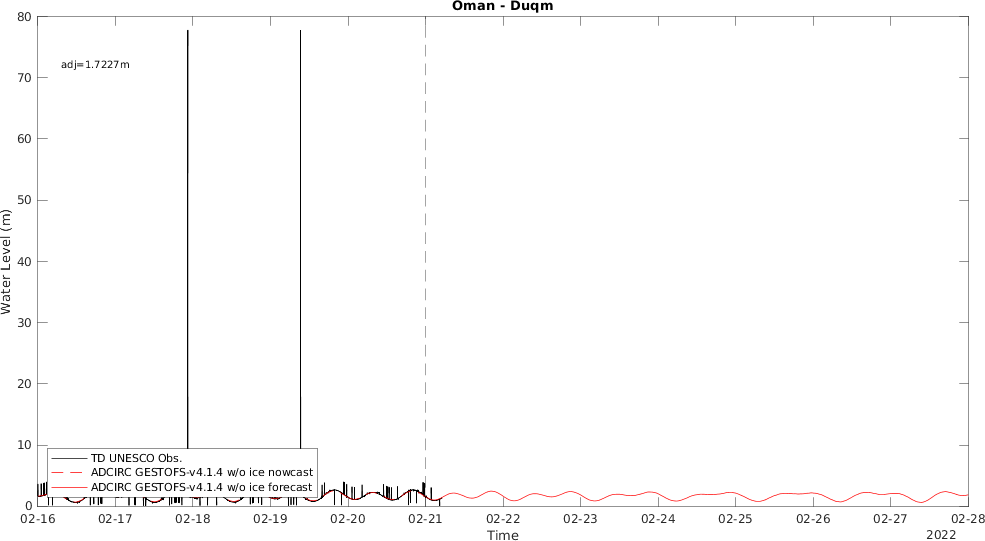 Oman - Duqm
80
adj=1.7227m
70
60
50
40
30
20
10
0
Water Level (m)
TD UNESCO Obs.
ADCIRC GESTOFS-v4.1.4 w/o ice nowcast
ADCIRC GESTOFS-v4.1.4 w/o ice forecast
02-16 02-17 02-18 02-19 02-20 02-21 02-22 02-23 02-24 02-25 02-26 02-27 02-28
Time
2022